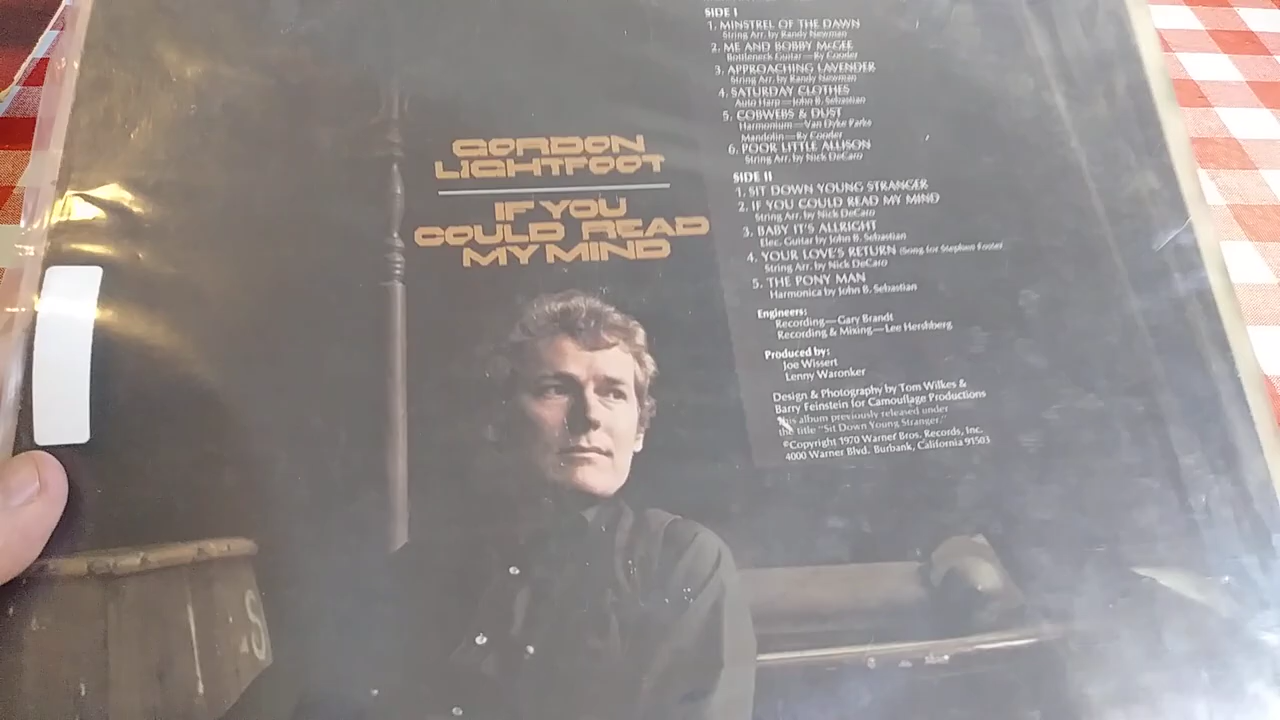 GORDON
LIGHTFOOT
IF YOU
COULD READ
MY MIND
SIDE I
1. MINSTREL OF THE DAWN
String Arr. by Randy Newman
2. ME AND BOBBY McGEE
Bottleneck Guitar—Ry Cooder
3. APPROACHING LAVENDER
String Arr. by Randy Newman
4. SATURDAY CLOTHES
Auto Harp—John B. Sebastian
5. COBWEBS & DUST
Harmonium—Van Dyke Parks
Mandolin—Ry Cooder
6. POOR LITTLE ALLISON
String Arr. by Nick DeCaro
SIDE II
1. SIT DOWN YOUNG STRANGER
2. IF YOU COULD READ MY MIND
String Arr. by Nick DeCaro
3. BABY IT'S ALLRIGHT
Elec. Guitar by John B. Sebastian
4. YOUR LOVE'S RETURN (Song for Stephen Foster)
String Arr. by Nick DeCaro
5. THE PONY MAN
Harmonica by John B. Sebastian
Engineers:
Recording—Gary Brandt
Recording & Mixing—Lee Hershberg
Produced by:
Joe Wissert
Lenny Waronker
Design & Photography by Tom Wilkes &
Barry Feinstein for Camouflage Productions
This album previously released under
the title "Sit Down Young Stranger."
©Copyright 1970 Warner Bros. Records, Inc.
4000 Warner Blvd. Burbank, California 91503
S